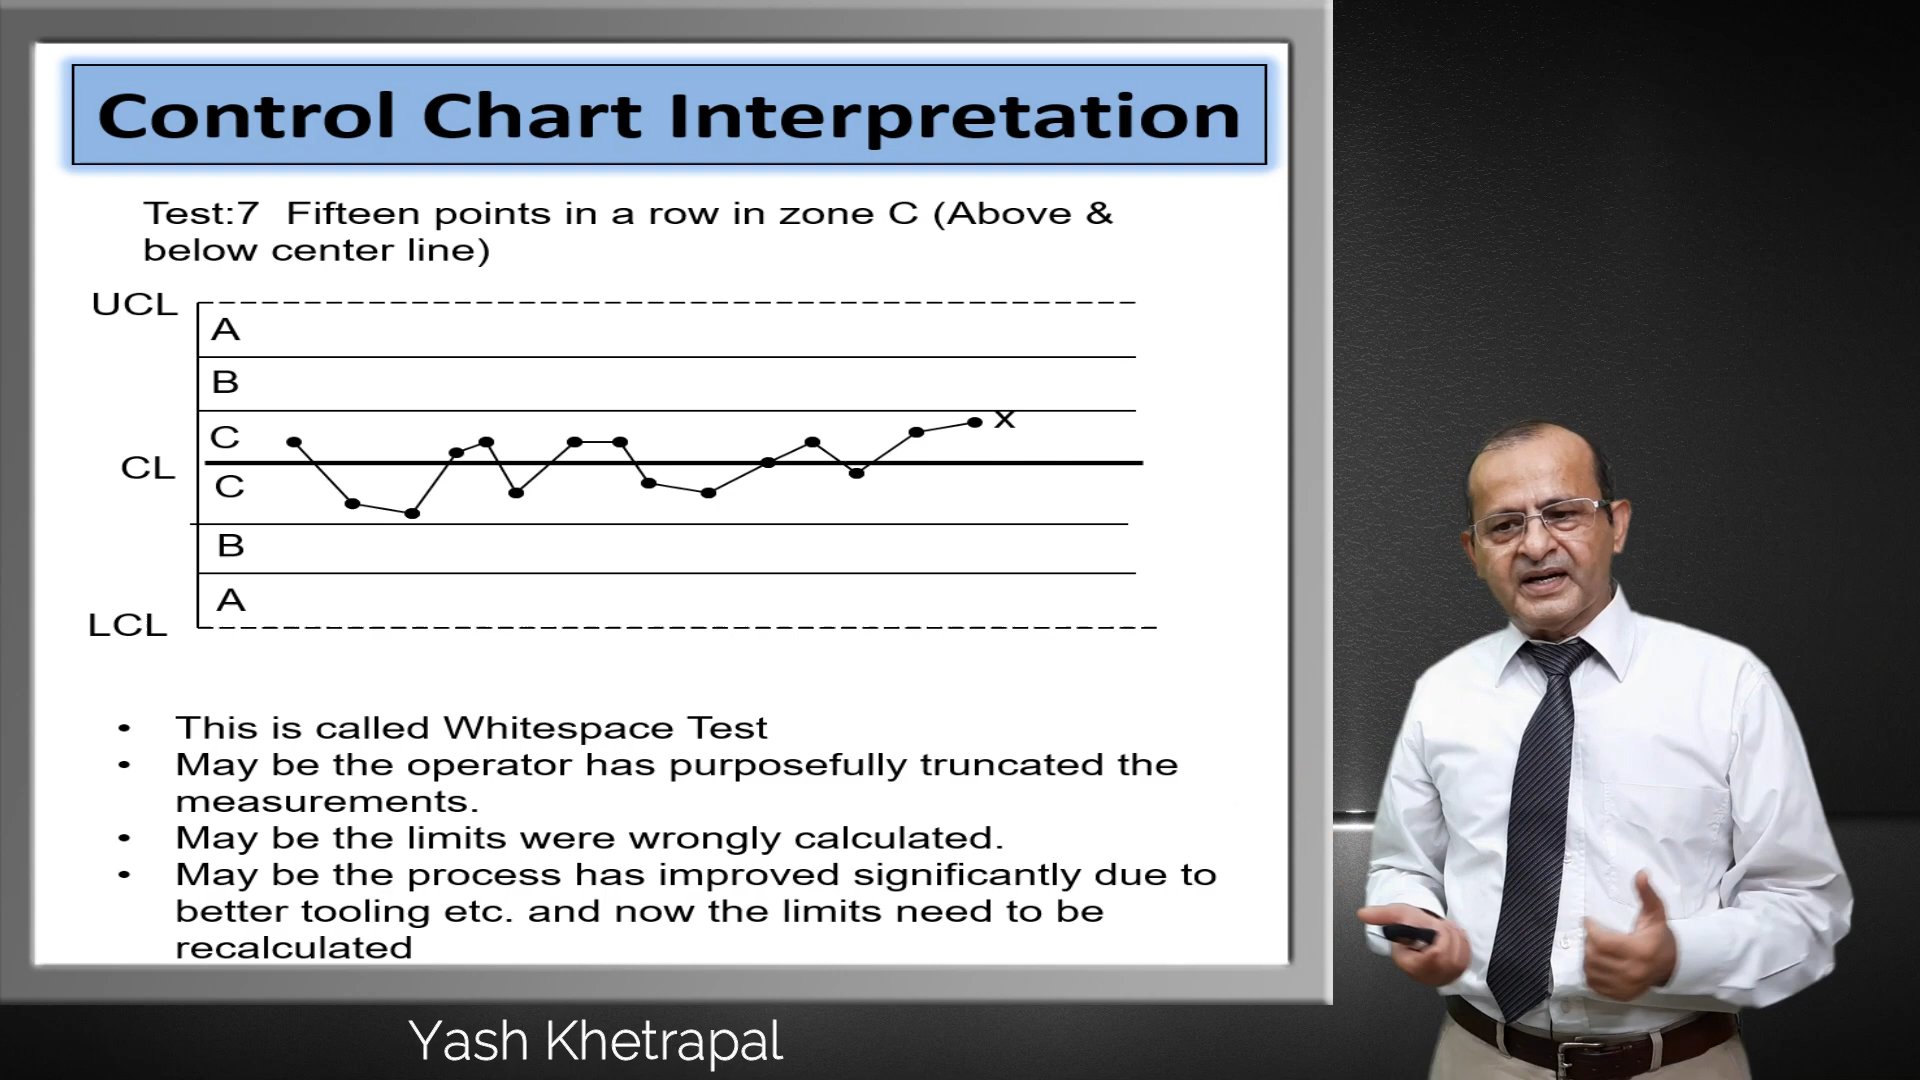 Control Chart Interpretation
Test:7 Fifteen points in a row in zone C (Above &
below center line)
UCL
A
B
C
x
CL
C
B
A
LCL
• This is called Whitespace Test
• May be the operator has purposefully truncated the
measurements.
• May be the limits were wrongly calculated.
• May be the process has improved significantly due to
better tooling etc. and now the limits need to be
recalculated
Yash Khetrapal